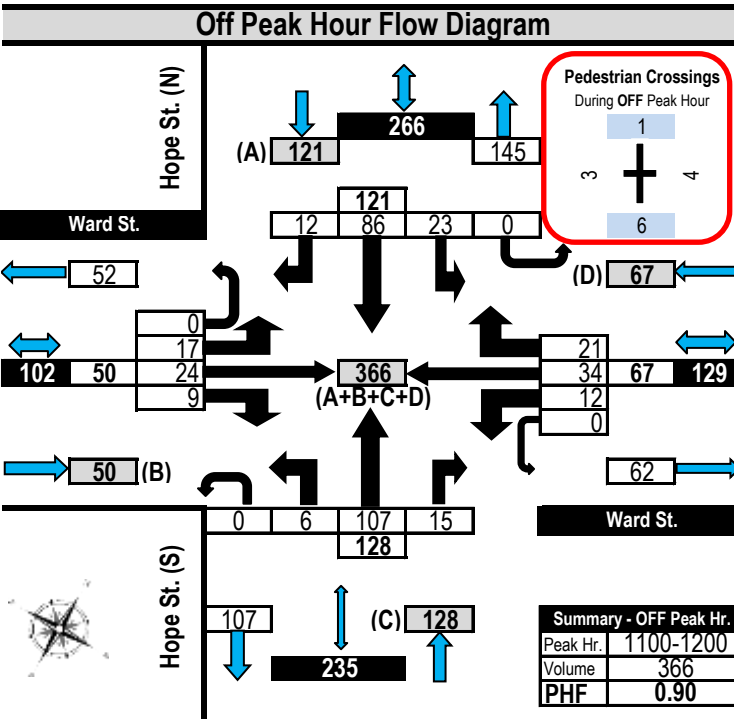 Off Peak Hour Flow Diagram
Hope St. (N)
Pedestrian Crossings
During OFF Peak Hour
1
3
4
6
266
(A) 121
145
121
12 86 23 0
Ward St.
52
(D) 67
0
17
24
9
102 50
366
(A+B+C+D)
21
34
12
0
67 129
50 (B)
62
0 6 107 15
128
Ward St.
Hope St. (S)
107
(C) 128
235
Summary - OFF Peak Hr.
Peak Hr. 1100-1200
Volume 366
PHF 0.90